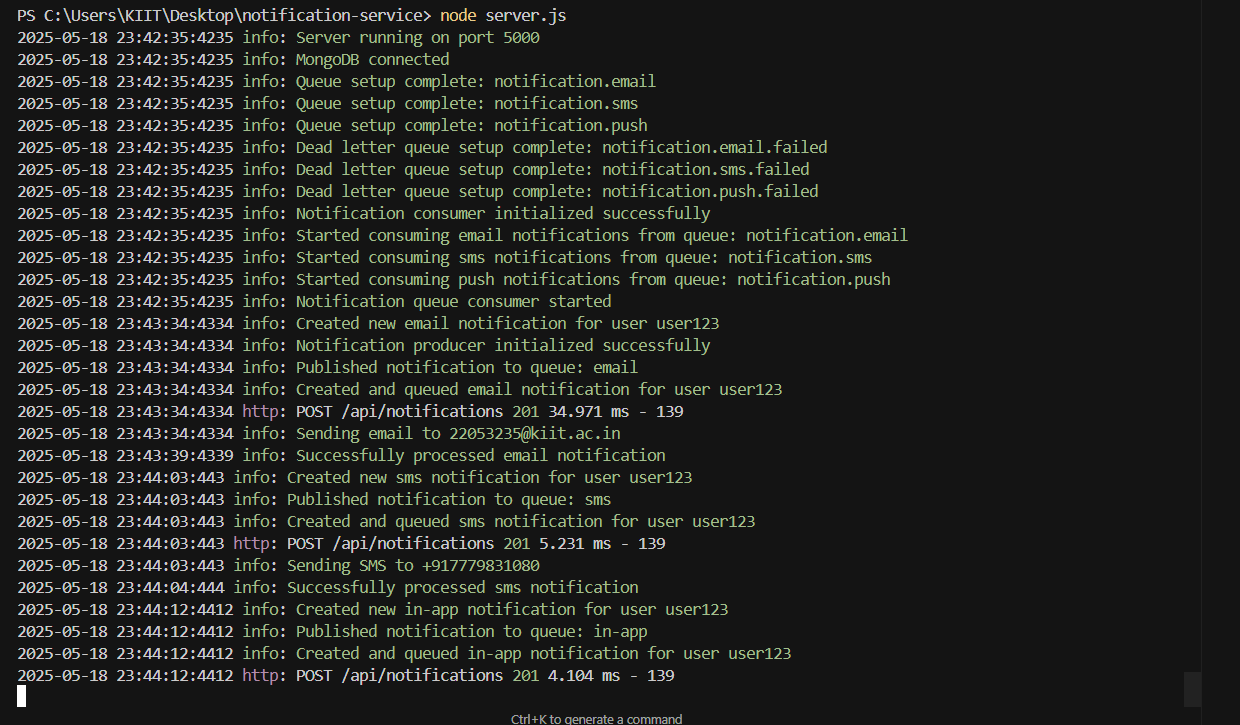 PS C:\Users\KIIT\Desktop\notification-service> node server.js
2025-05-18 23:42:35:4235 info: Server running on port 5000
2025-05-18 23:42:35:4235 info: MongoDB connected
2025-05-18 23:42:35:4235 info: Queue setup complete: notification.email
2025-05-18 23:42:35:4235 info: Queue setup complete: notification.sms
2025-05-18 23:42:35:4235 info: Queue setup complete: notification.push
2025-05-18 23:42:35:4235 info: Dead letter queue setup complete: notification.email.failed
2025-05-18 23:42:35:4235 info: Dead letter queue setup complete: notification.sms.failed
2025-05-18 23:42:35:4235 info: Dead letter queue setup complete: notification.push.failed
2025-05-18 23:42:35:4235 info: Notification consumer initialized successfully
2025-05-18 23:42:35:4235 info: Started consuming email notifications from queue: notification.email
2025-05-18 23:42:35:4235 info: Started consuming sms notifications from queue: notification.sms
2025-05-18 23:42:35:4235 info: Started consuming push notifications from queue: notification.push
2025-05-18 23:42:35:4235 info: Notification queue consumer started
2025-05-18 23:43:34:4334 info: Created new email notification for user user123
2025-05-18 23:43:34:4334 info: Notification producer initialized successfully
2025-05-18 23:43:34:4334 info: Published notification to queue: email
2025-05-18 23:43:34:4334 info: Created and queued email notification for user user123
2025-05-18 23:43:34:4334 http: POST /api/notifications 201 34.971 ms - 139
2025-05-18 23:43:34:4334 info: Sending email to 22053235@kiit.ac.in
2025-05-18 23:43:39:4339 info: Successfully processed email notification
2025-05-18 23:44:03:443 info: Created new sms notification for user user123
2025-05-18 23:44:03:443 info: Published notification to queue: sms
2025-05-18 23:44:03:443 info: Created and queued sms notification for user user123
2025-05-18 23:44:03:443 http: POST /api/notifications 201 5.231 ms - 139
2025-05-18 23:44:03:443 info: Sending SMS to +917779831080
2025-05-18 23:44:04:444 info: Successfully processed sms notification
2025-05-18 23:44:12:4412 info: Created new in-app notification for user user123
2025-05-18 23:44:12:4412 info: Published notification to queue: in-app
2025-05-18 23:44:12:4412 info: Created and queued in-app notification for user user123
2025-05-18 23:44:12:4412 http: POST /api/notifications 201 4.104 ms - 139
Ctrl+K to generate a command